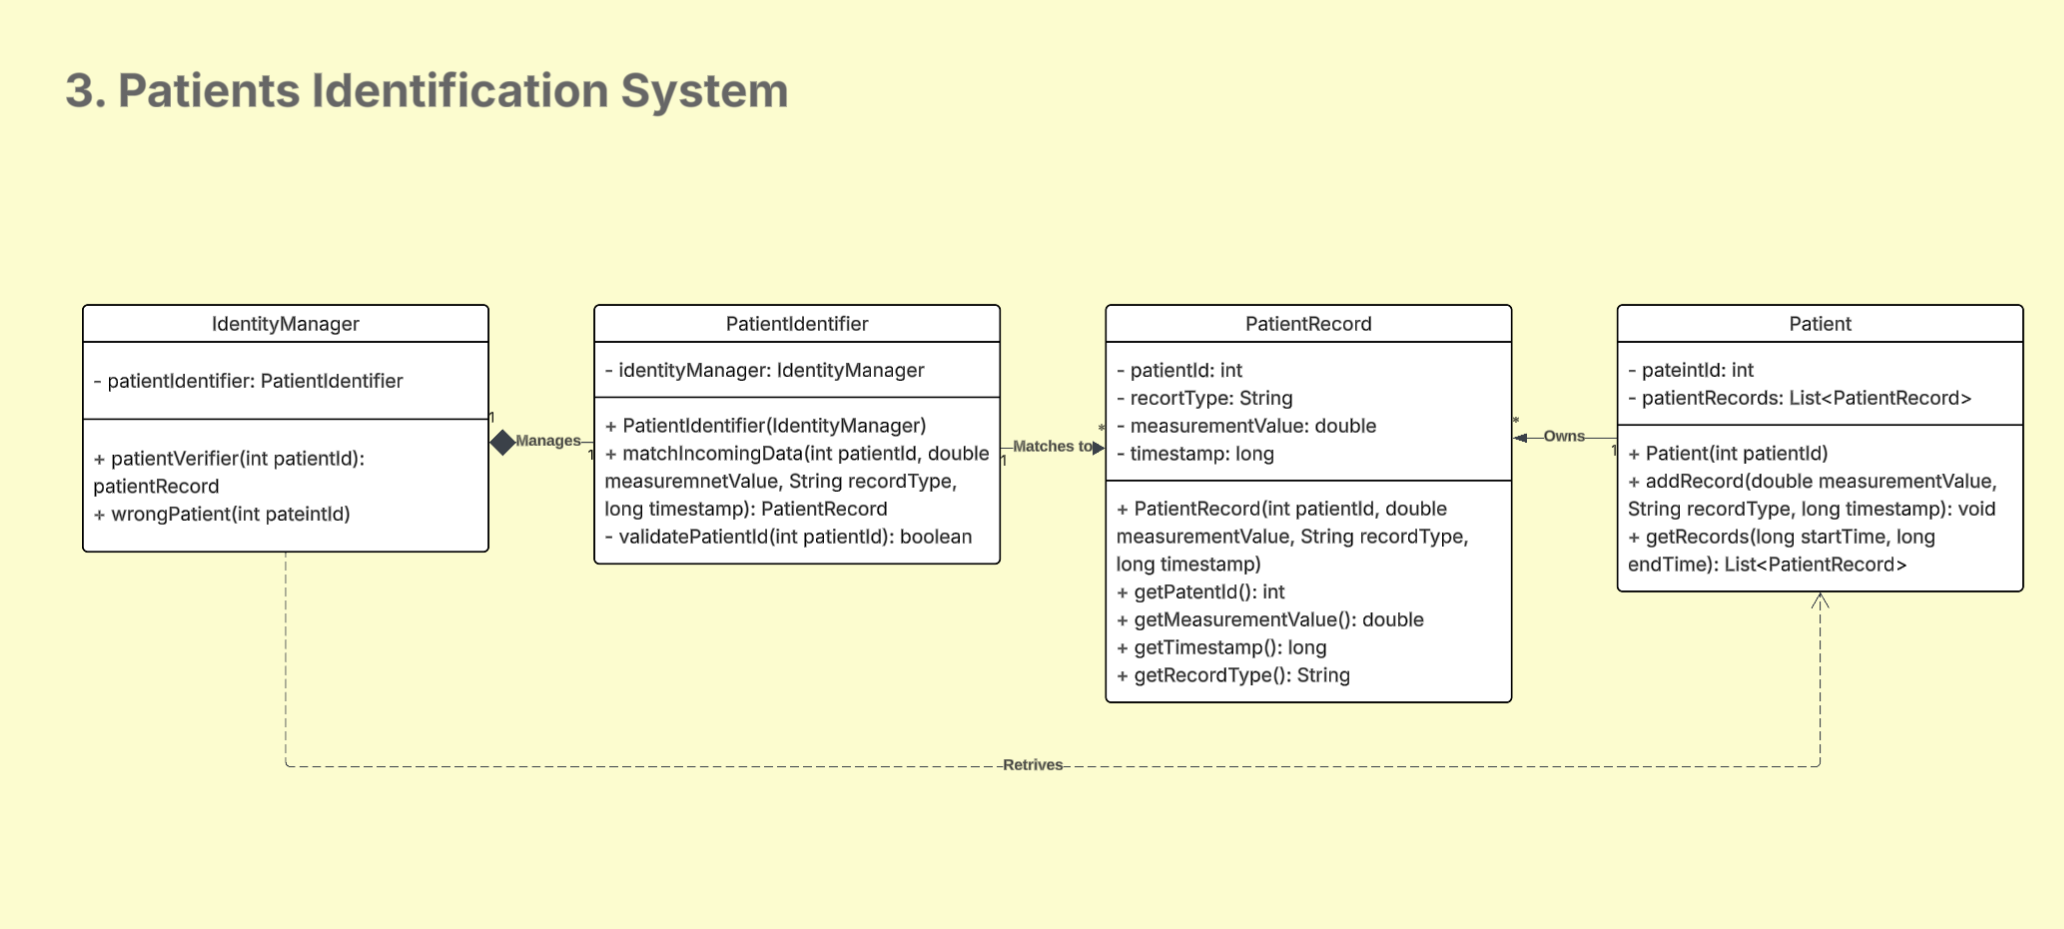 3. Patients Identification System
IdentityManager
- patientIdentifier: PatientIdentifier
+ patientVerifier(int patientId):
patientRecord
+ wrongPatient(int pateintId)
1
Manages
1
PatientIdentifier
- identityManager: IdentityManager
+ PatientIdentifier(IdentityManager)
+ matchIncomingData(int patientId, double
measuremnetValue, String recordType,
long timestamp): PatientRecord
- validatePatientId(int patientId): boolean
1
Matches to
*
PatientRecord
- patientId: int
- recortType: String
- measurementValue: double
- timestamp: long
+ PatientRecord(int patientId, double
measurementValue, String recordType,
long timestamp)
+ getPatentId(): int
+ getMeasurementValue(): double
+ getTimestamp(): long
+ getRecordType(): String
*
Owns
1
Patient
- pateintId: int
- patientRecords: List<PatientRecord>
+ Patient(int patientId)
+ addRecord(double measurementValue,
String recordType, long timestamp): void
+ getRecords(long startTime, long
endTime): List<PatientRecord>
Retrives